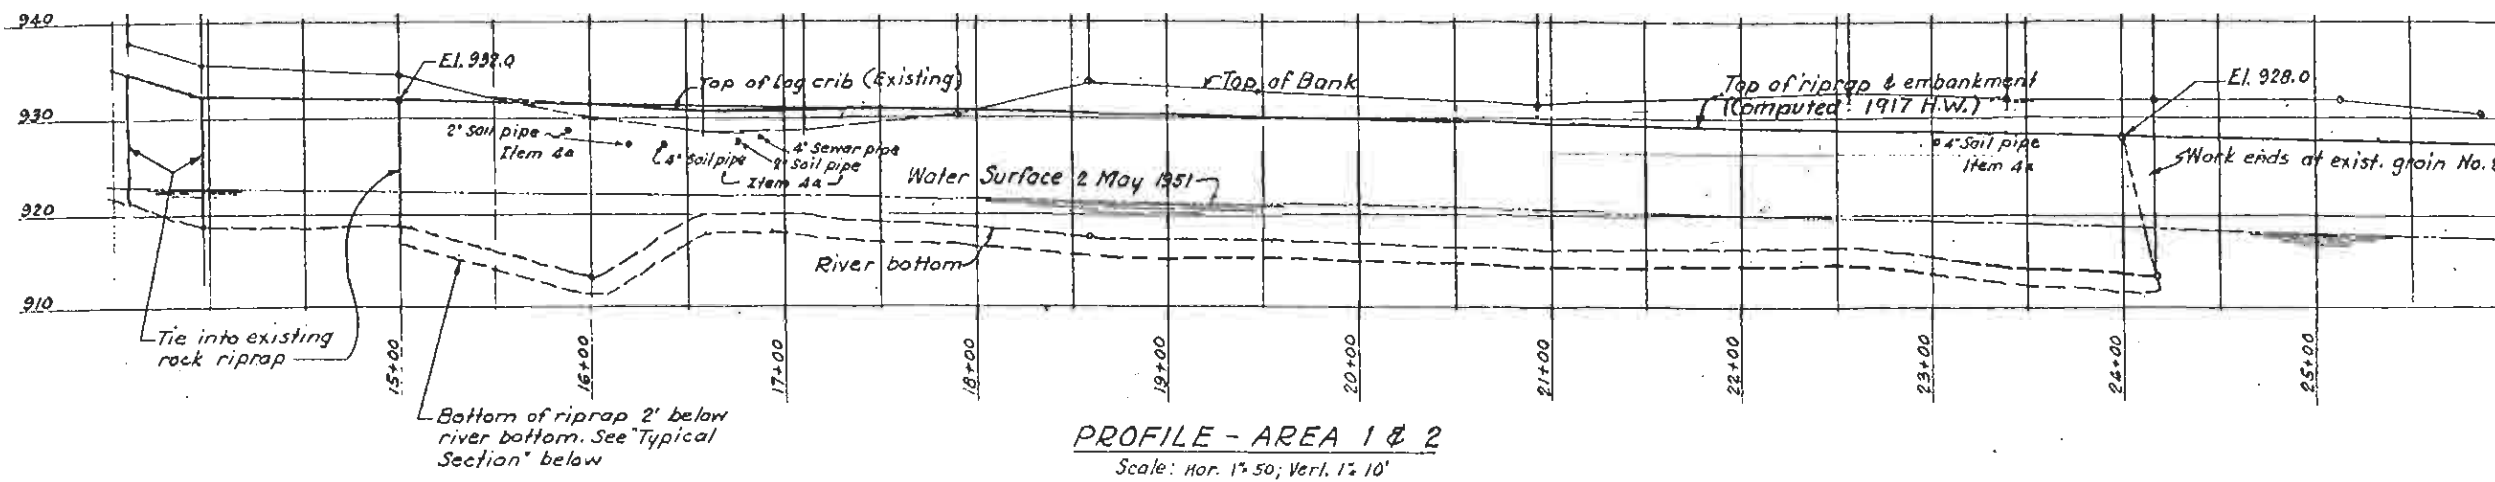 940
El. 932.0
Top of Log crib (Existing)
Top of Bank
Top of riprap & embankment
(Computed: 1917 H.W.)
El. 928.0
930
2" Soil pipe
Item 4a
4" Soil pipe
4" Sewer pipe
2" Soil pipe
Item 4a
4" Soil pipe
Item 4a
Work ends at exist. groin No.
Water Surface 2 May 1951
920
River bottom
910
Tie into existing
rock riprap
15+00
16+00
17+00
18+00
19+00
20+00
21+00
22+00
23+00
24+00
25+00
Bottom of riprap 2' below
river bottom. See "Typical
Section" below
PROFILE - AREA 1 & 2
Scale: Hor. 1"=50; Vert. 1"=10'